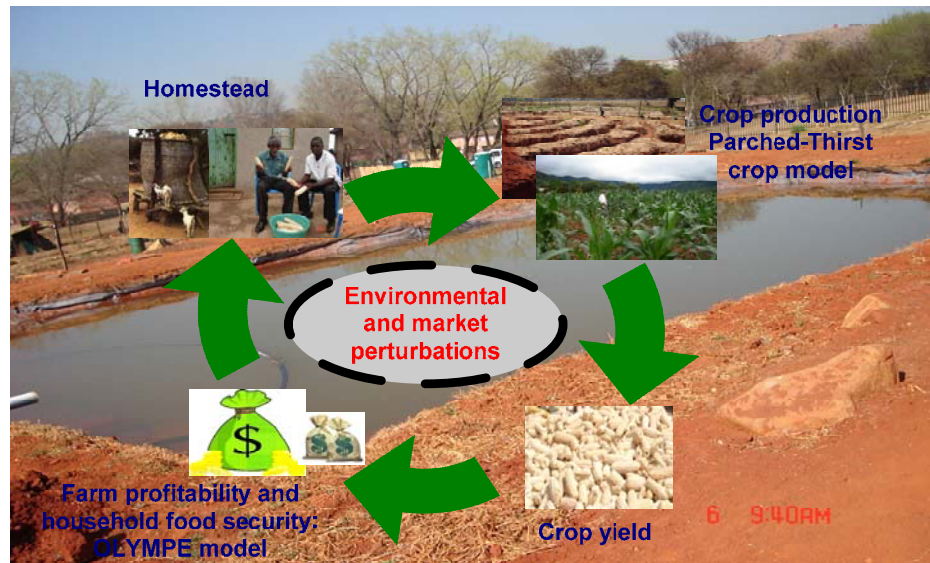 Homestead
Crop production
Parched-Thirst
crop model
Environmental
and market
perturbations
$
$
$
Farm profitability and
household food security:
OLYMPE model
Crop yield
6 9:40AM